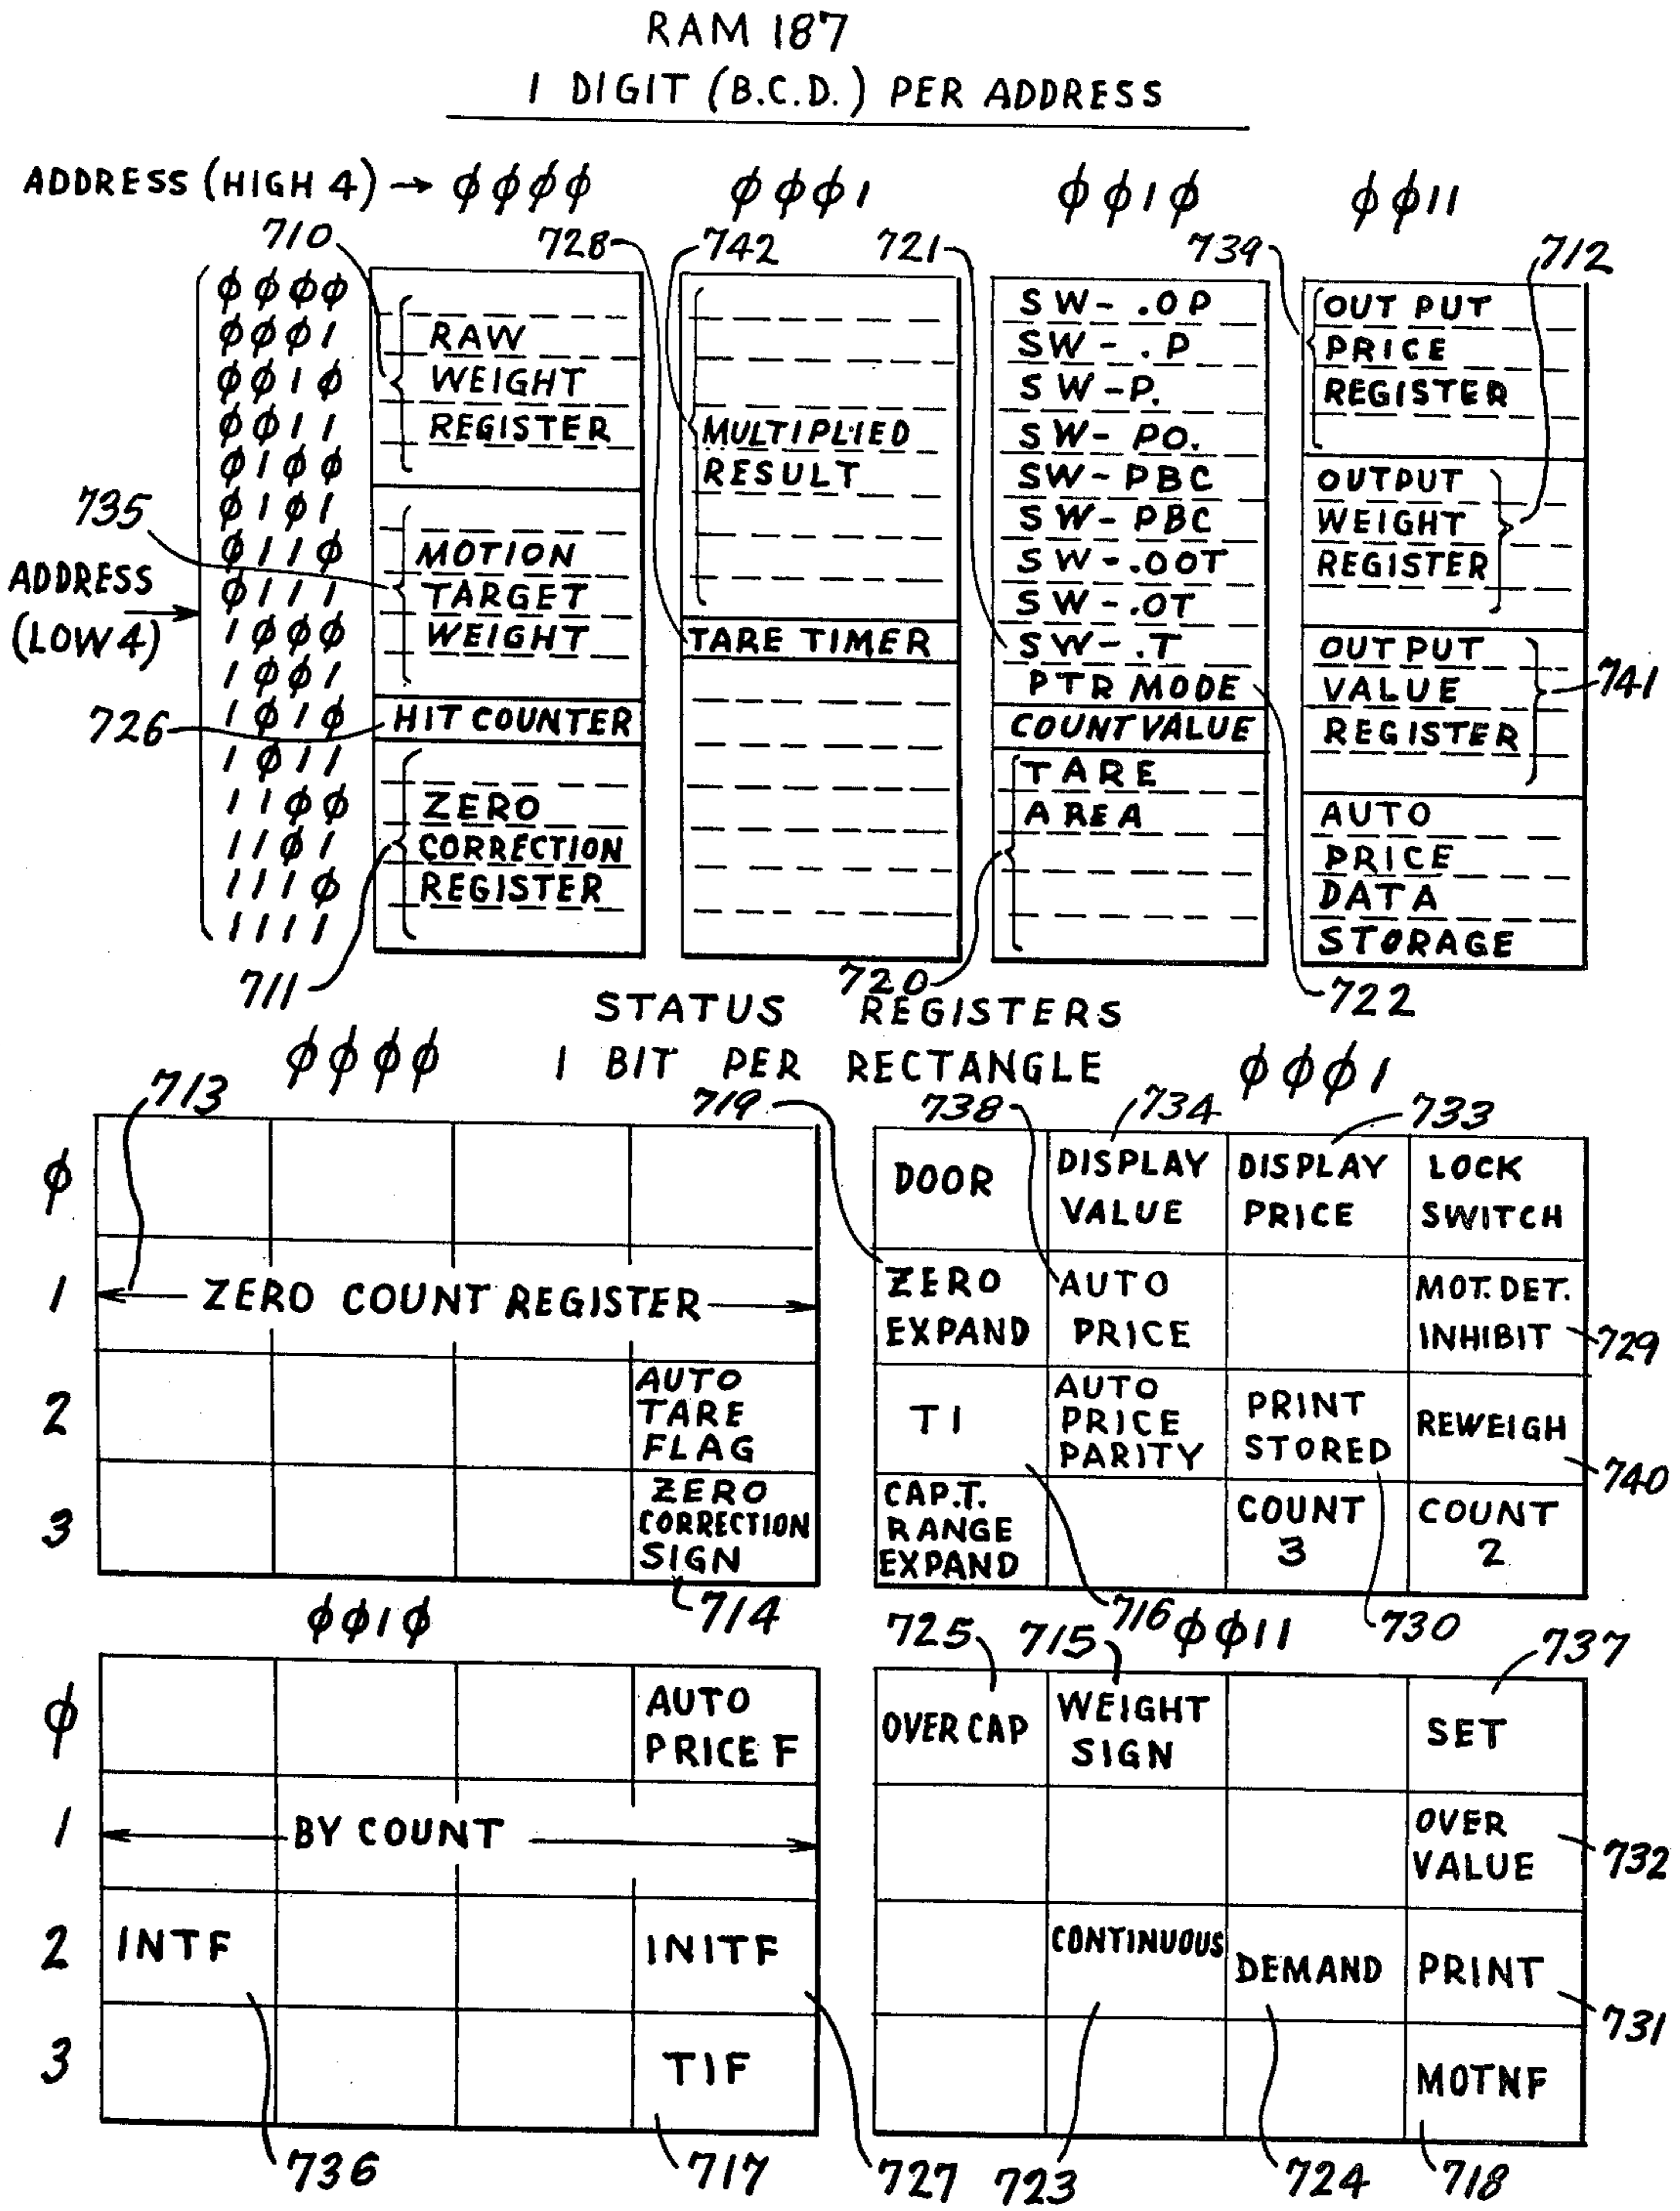 RAM 187
1 DIGIT (B.C.D.) PER ADDRESS
ADDRESS (HIGH 4) → φφφφ φφφ1 φφ1φ φφ11
710 728 742 721 739 712
φφφφ
φφφ1
φφ1φ
φφ11
φ1φφ
φ1φ1
φ11φ
φ111
1φφφ
1φφ1
1φ1φ
1φ11
11φφ
11φ1
111φ
1111
735
ADDRESS
(LOW 4)
726
711
RAW
WEIGHT
REGISTER
MOTION
TARGET
WEIGHT
HIT COUNTER
ZERO
CORRECTION
REGISTER
MULTIPLIED
RESULT
TARE TIMER
SW- .OP
SW- .P
SW-P.
SW- PO.
SW-PBC
SW-PBC
SW-.OOT
SW-.OT
SW-.T
PTR MODE
COUNT VALUE
TARE
AREA
720
722
OUT PUT
PRICE
REGISTER
OUTPUT
WEIGHT
REGISTER
OUTPUT
VALUE
REGISTER
741
AUTO
PRICE
DATA
STORAGE
STATUS REGISTERS
1 BIT PER RECTANGLE
φφφφ
713
φ
1
2
3
ZERO COUNT REGISTER
AUTO
TARE
FLAG
ZERO
CORRECTION
SIGN
714
φφφ1
719 738 734 733
DOOR
DISPLAY
VALUE
DISPLAY
PRICE
LOCK
SWITCH
ZERO
EXPAND
AUTO
PRICE
MOT. DET.
INHIBIT
729
TI
AUTO
PRICE
PARITY
PRINT
STORED
REWEIGH
740
CAP.T.
RANGE
EXPAND
COUNT
3
COUNT
2
716
730
φφ1φ
φ
1
2
3
AUTO
PRICE F
BY COUNT
INTF
INITF
TIF
736
717
727
φφ11
725 715 737
OVER CAP
WEIGHT
SIGN
SET
OVER
VALUE
732
CONTINUOUS
DEMAND
PRINT
731
MOTNF
723
724
718